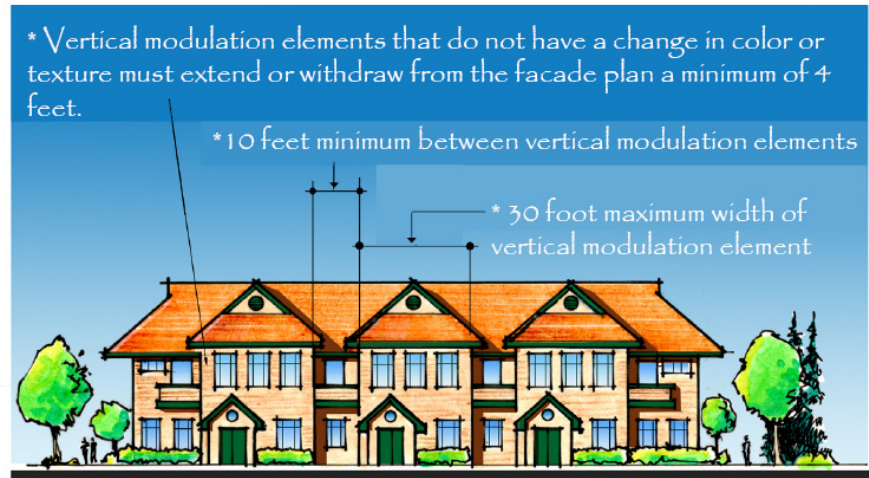 * Vertical modulation elements that do not have a change in color or
texture must extend or withdraw from the facade plan a minimum of 4
feet.
*10 feet minimum between vertical modulation elements
* 30 foot maximum width of
vertical modulation element